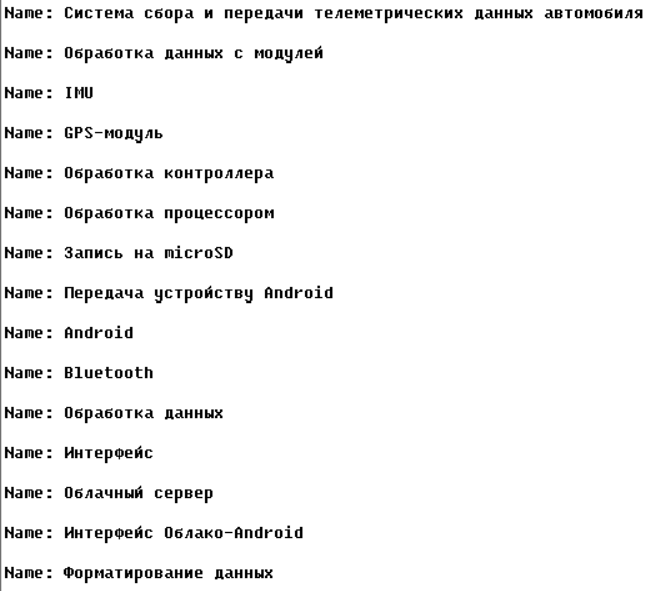 Name: Система сбора и передачи телеметрических данных автомобиля
Name: Обработка данных с модулей
Name: IMU
Name: GPS-модуль
Name: Обработка контроллера
Name: Обработка процессором
Name: Запись на microSD
Name: Передача устройству Android
Name: Android
Name: Bluetooth
Name: Обработка данных
Name: Интерфейс
Name: Облачный сервер
Name: Интерфейс Облако-Android
Name: Форматирование данных